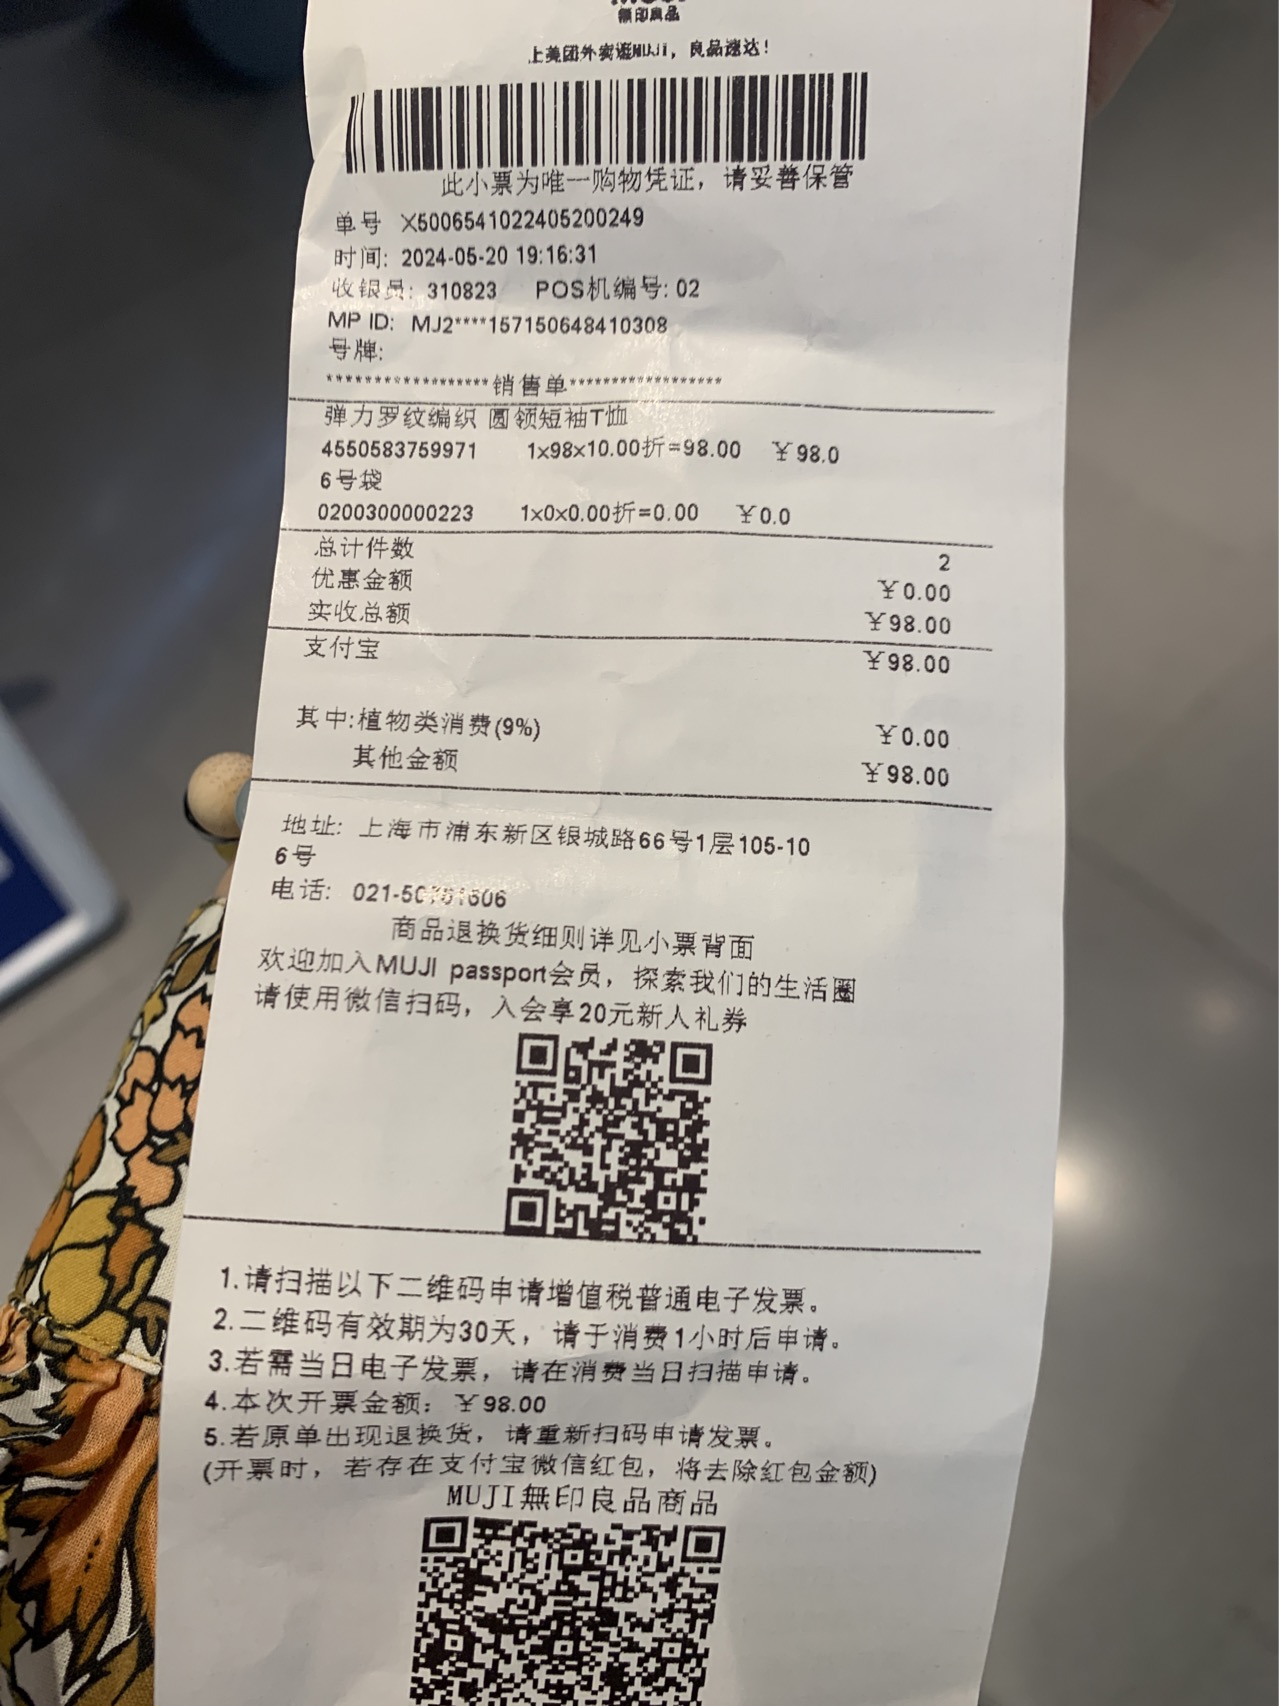 無印良品
上美团外卖逛MUJI，良品速达！
此小票为唯一购物凭证，请妥善保管
单号 X5006541022405200249
时间: 2024-05-20 19:16:31
收银员: 310823 POS机编号: 02
MP ID: MJ2****157150648410308
号牌:
******************销售单******************
弹力罗纹编织 圆领短袖T恤
4550583759971 1x98x10.00折=98.00 ￥98.0
6号袋
0200300000223 1x0x0.00折=0.00 ￥0.0
总计件数 2
优惠金额 ￥0.00
实收总额 ￥98.00
支付宝 ￥98.00
其中:植物类消费(9%) ￥0.00
其他金额 ￥98.00
地址: 上海市浦东新区银城路66号1层105-10
6号
电话:
商品退换货细则详见小票背面
欢迎加入MUJI passport会员，探索我们的生活圈
请使用微信扫码，入会享20元新人礼券
1.请扫描以下二维码申请增值税普通电子发票。
2.二维码有效期为30天，请于消费1小时后申请。
3.若需当日电子发票，请在消费当日扫描申请。
4.本次开票金额: ￥98.00
5.若原单出现退换货，请重新扫码申请发票。
(开票时，若存在支付宝微信红包，将去除红包金额)
MUJI無印良品商品